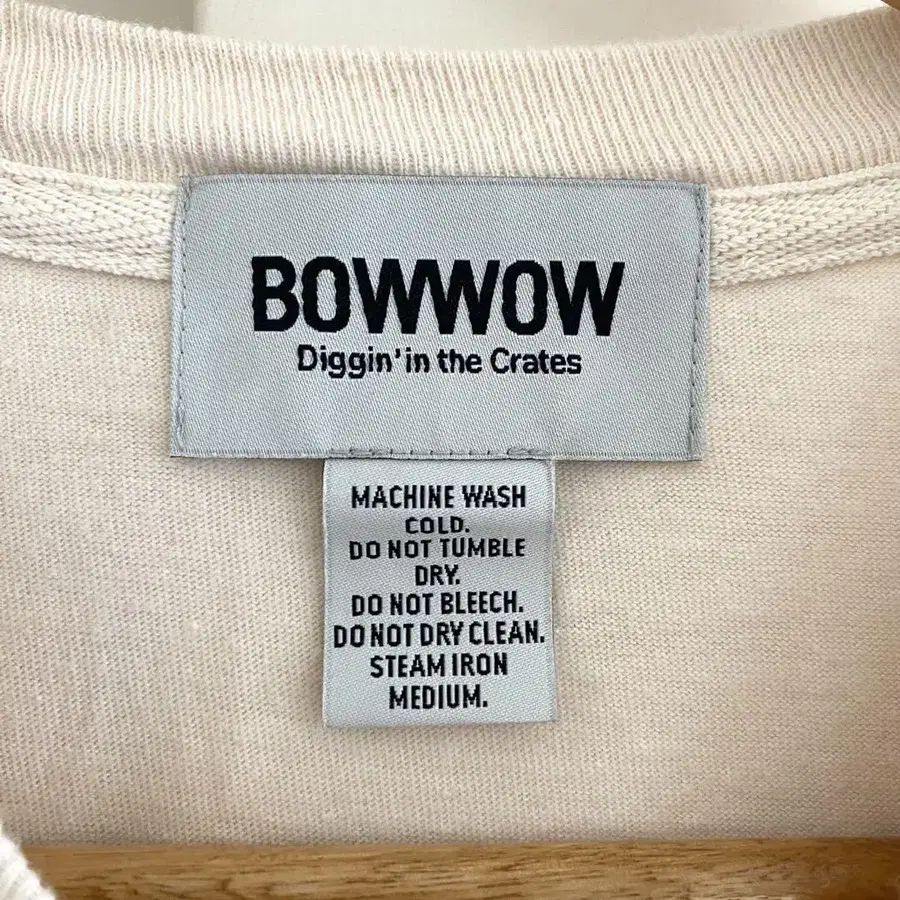 BOWWOW
Diggin' in the Crates
MACHINE WASH
COLD.
DO NOT TUMBLE
DRY.
DO NOT BLEECH.
DO NOT DRY CLEAN.
STEAM IRON
MEDIUM.